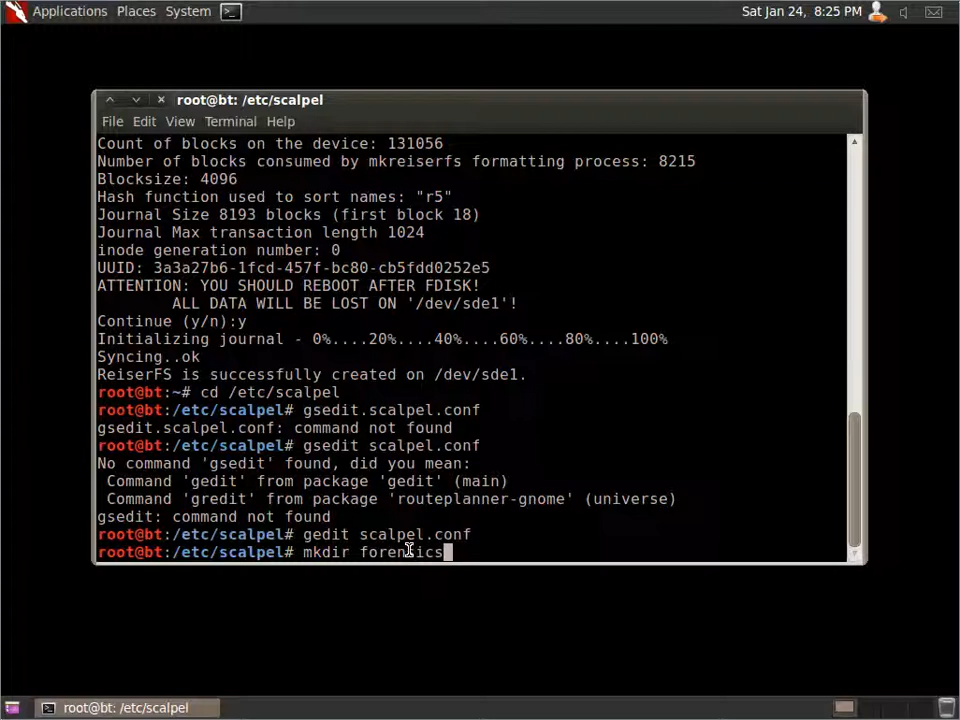 Applications Places System Sat Jan 24, 8:25 PM
root@bt: /etc/scalpel
File Edit View Terminal Help
Count of blocks on the device: 131056
Number of blocks consumed by mkreiserfs formatting process: 8215
Blocksize: 4096
Hash function used to sort names: "r5"
Journal Size 8193 blocks (first block 18)
Journal Max transaction length 1024
inode generation number: 0
UUID: 3a3a27b6-1fcd-457f-bc80-cb5fdd0252e5
ATTENTION: YOU SHOULD REBOOT AFTER FDISK!
ALL DATA WILL BE LOST ON '/dev/sde1'!
Continue (y/n):y
Initializing journal - 0%....20%....40%....60%....80%....100%
Syncing..ok
ReiserFS is successfully created on /dev/sde1.
root@bt:~# cd /etc/scalpel
root@bt:/etc/scalpel# gsedit.scalpel.conf
gsedit.scalpel.conf: command not found
root@bt:/etc/scalpel# gsedit scalpel.conf
No command 'gsedit' found, did you mean:
Command 'gedit' from package 'gedit' (main)
Command 'gredit' from package 'routeplanner-gnome' (universe)
gsedit: command not found
root@bt:/etc/scalpel# gedit scalpel.conf
root@bt:/etc/scalpel# mkdir forensics
root@bt: /etc/scalpel